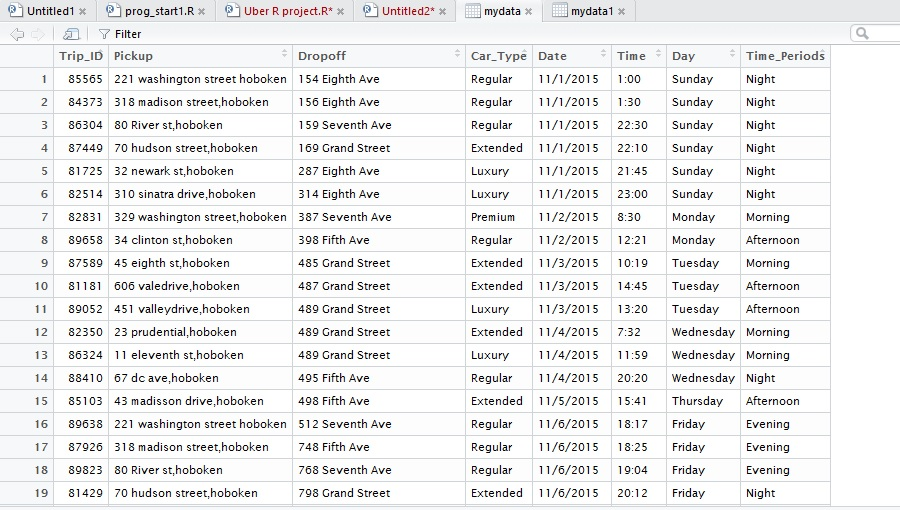 Untitled1 prog_start1.R Uber R project.R* Untitled2* mydata mydata1
Filter
Trip_ID Pickup Dropoff Car_Type Date Time Day Time_Periods
1 85565 221 washington street hoboken 154 Eighth Ave Regular 11/1/2015 1:00 Sunday Night
2 84373 318 madison street,hoboken 156 Eighth Ave Regular 11/1/2015 1:30 Sunday Night
3 86304 80 River st,hoboken 159 Seventh Ave Regular 11/1/2015 22:30 Sunday Night
4 87449 70 hudson street,hoboken 169 Grand Street Extended 11/1/2015 22:10 Sunday Night
5 81725 32 newark st,hoboken 287 Eighth Ave Luxury 11/1/2015 21:45 Sunday Night
6 82514 310 sinatra drive,hoboken 314 Eighth Ave Luxury 11/1/2015 23:00 Sunday Night
7 82831 329 washington street,hoboken 387 Seventh Ave Premium 11/2/2015 8:30 Monday Morning
8 89658 34 clinton st,hoboken 398 Fifth Ave Regular 11/2/2015 12:21 Monday Afternoon
9 87589 45 eighth st,hoboken 485 Grand Street Extended 11/3/2015 10:19 Tuesday Morning
10 81181 606 valedrive,hoboken 487 Grand Street Extended 11/3/2015 14:45 Tuesday Afternoon
11 89052 451 valleydrive,hoboken 489 Grand Street Luxury 11/3/2015 13:20 Tuesday Afternoon
12 82350 23 prudential,hoboken 489 Grand Street Extended 11/4/2015 7:32 Wednesday Morning
13 86324 11 eleventh st,hoboken 489 Grand Street Luxury 11/4/2015 11:59 Wednesday Morning
14 88410 67 dc ave,hoboken 495 Fifth Ave Regular 11/4/2015 20:20 Wednesday Night
15 85103 43 madisson drive,hoboken 498 Fifth Ave Extended 11/5/2015 15:41 Thursday Afternoon
16 89638 221 washington street hoboken 512 Seventh Ave Regular 11/6/2015 18:17 Friday Evening
17 87926 318 madison street,hoboken 748 Fifth Ave Regular 11/6/2015 18:25 Friday Evening
18 89823 80 River st,hoboken 768 Seventh Ave Regular 11/6/2015 19:04 Friday Evening
19 81429 70 hudson street,hoboken 798 Grand Street Extended 11/6/2015 20:12 Friday Night